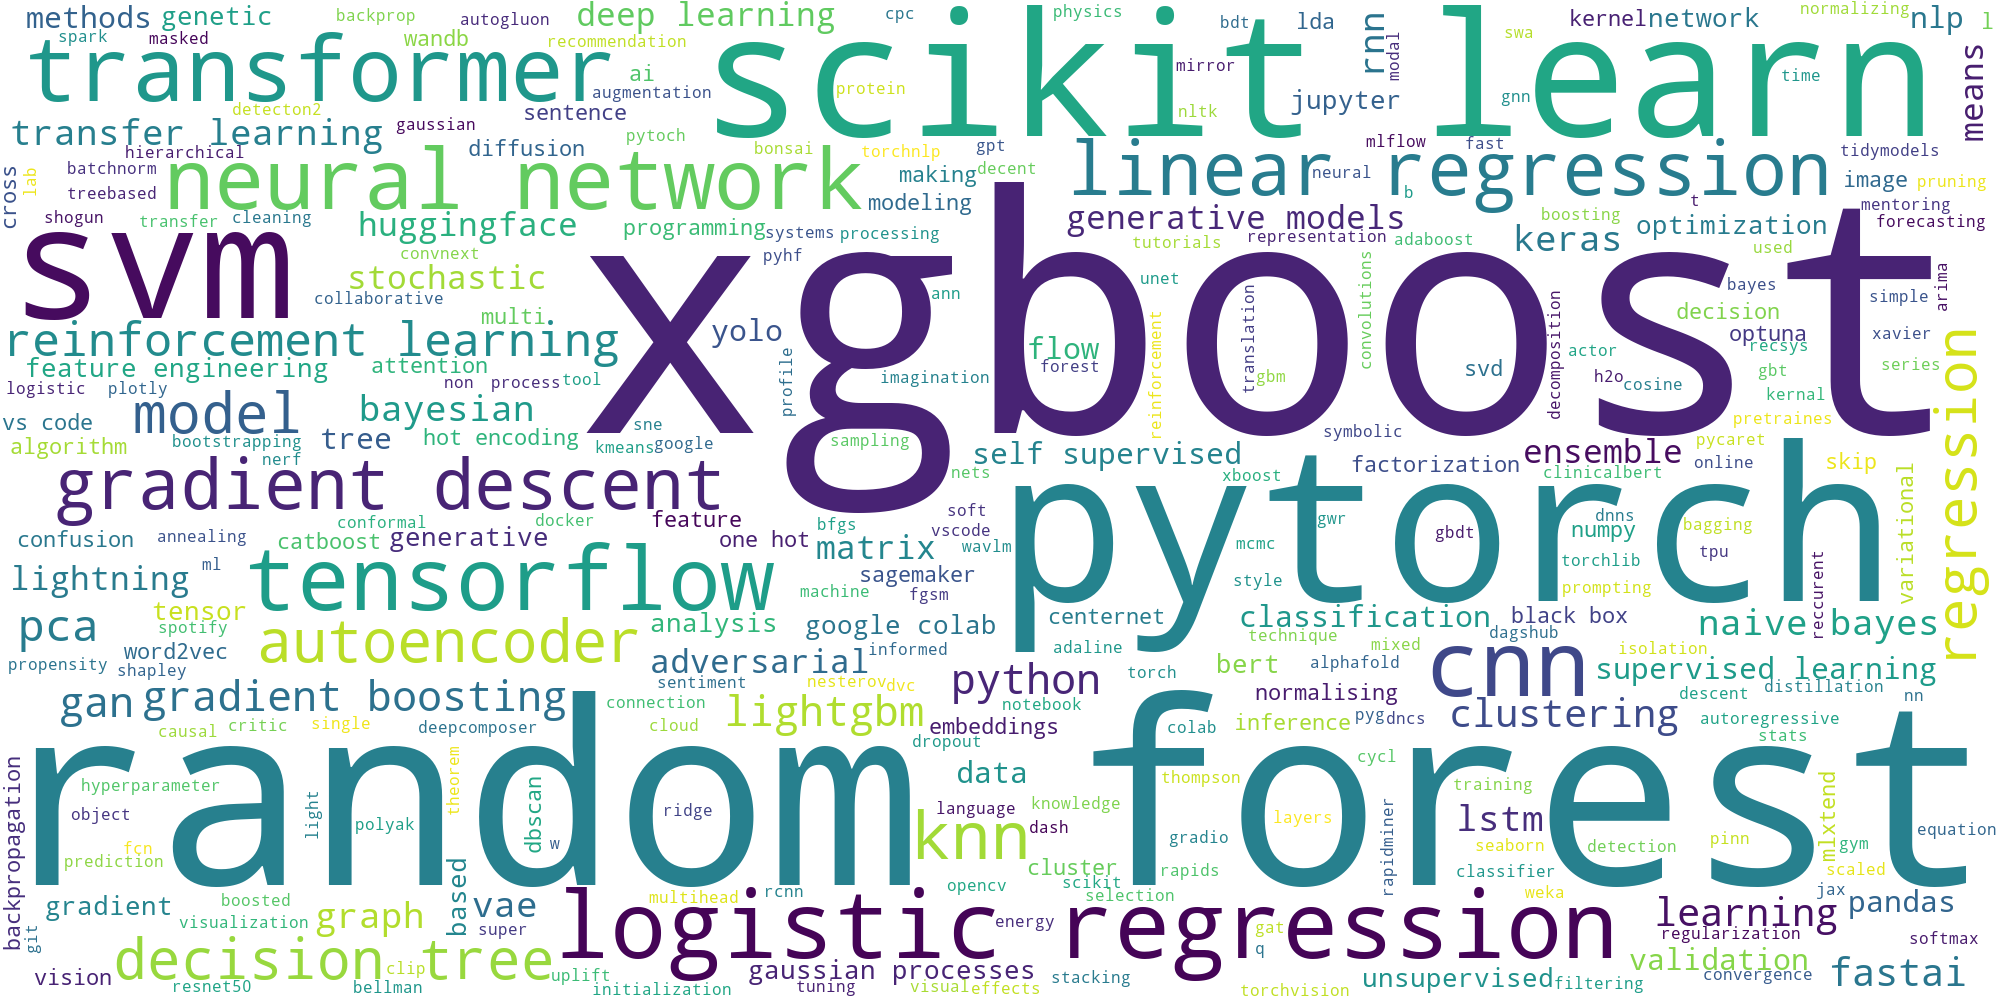 methods
genetic
backprop
autogluon
deep learning
cpc
physics
bdt
lda
rnn
modal
kernel
network
normalizing
nlp
l
spark
masked
wandb
recommendation
transformer
scikit learn
swa
means
ai
augmentation
protein
mirror
time
detecton2
sentence
nltk
jupyter
gnn
transfer learning
gaussian
pytoch
diffusion
bonsai
torchnlp
gpt
decent
mlflow
fast
tidymodels
hierarchical
batchnorm
treebased
cross
lab
neural network
making
modeling
linear regression
neural
b
t
image
pruning
mentoring
forecasting
shogun
transfer
cleaning
huggingface
programming
systems
processing
pyhf
generative models
tutorials
representation
adaboost
keras
boosting
optimization
used
svm
convnext
stochastic
collaborative
multi
xgboost
ann
unet
translation
convolutions
bayes
simple
arima
decision
optuna
recsys
xavier
reinforcement learning
yolo
flow
forest
reinforcement
decomposition
actor
series
feature engineering
attention
profile
imagination
gbm
svd
h2o
cosine
gbt
kernal
logistic
plotly
non
process
tool
regression
vs code
model
bayesian
pretraines
algorithm
bootstrapping
tree
hot encoding
sne
kmeans
google
sampling
symbolic
pycaret
nerf
gradient descent
self supervised
ensemble
factorization
clinicalbert
online
skip
nets
xboost
variational
conformal
docker
feature
bfgs
soft
vscode
pytorch
gwr
gbdt
dnns
numpy
bagging
confusion
annealing
catboost
generative
one hot
matrix
wavlm
mcmc
torchlib
tpu
lightning
ml
tensorflow
sagemaker
fgsm
style
prompting
reccurent
tensor
machine
pca
spotify
autoencoder
analysis
google colab
centernet
classification
black box
naive bayes
word2vec
informed
adaline
technique
mixed
dagshub
isolation
propensity
shapley
adversarial
sentiment
nesterov
dvc
python
torch
bert
alphafold
cnn
supervised learning
gan
gradient boosting
connection
lightgbm
notebook
normalising
descent
distillation
nn
causal
critic
single
deepcomposer
cloud
embeddings
dropout
colab
inference
pyg
dncs
clustering
autoregressive
stats
backpropagation
random forest
theorem
data
cycl
hyperparameter
dbscan
thompson
training
mlxtend
object
light
ridge
language
knowledge
polyak
knn
dash
gradio
layers
rapidminer
lstm
pinn
equation
fcn
prediction
w
seaborn
detection
gym
based
cluster
rapids
classifier
scaled
multihead
rcnn
opencv
scikit
selection
weka
jax
gradient
boosted
visualization
graph
vae
super
logistic regression
energy
gat
q
learning
pandas
regularization
softmax
git
vision
decision tree
clip
uplift
gaussian processes
stacking
unsupervised
filtering
validation
convergence
fastai
resnet50
bellman
initialization
tuning
visual
effects
torchvision